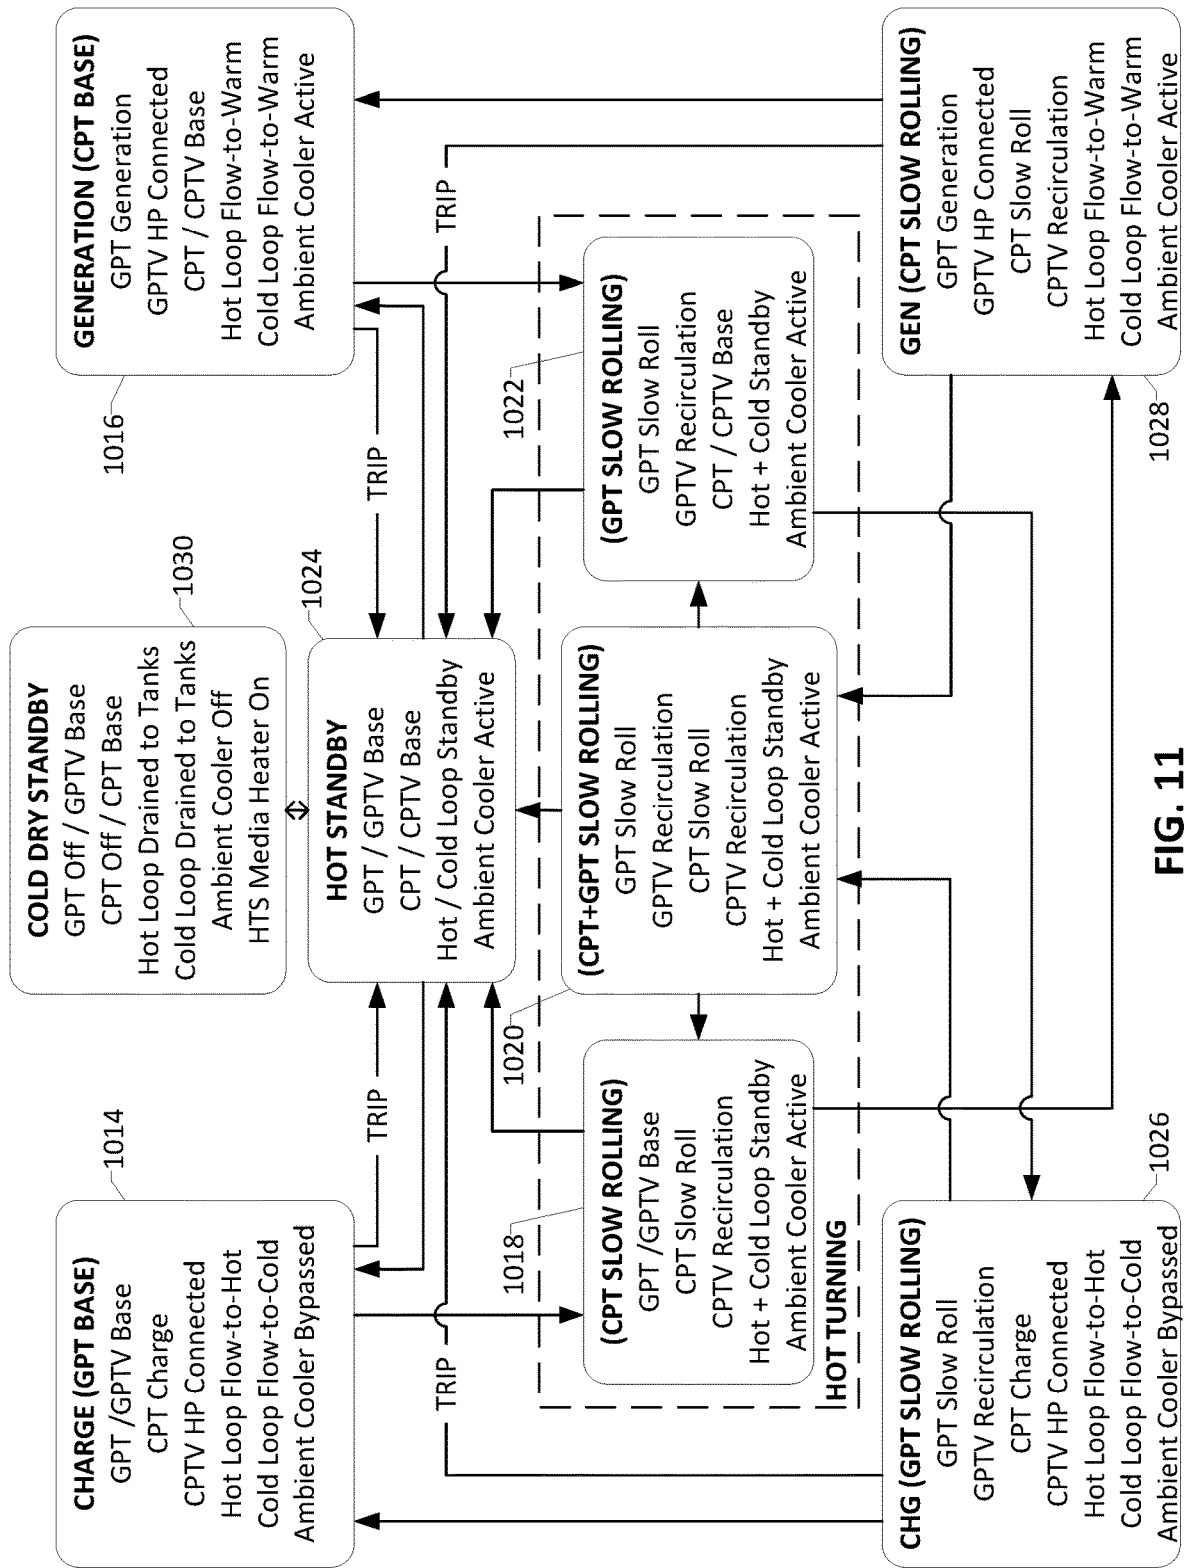 COLD DRY STANDBY
GPT Off / GPTV Base
CPT Off / CPT Base
Hot Loop Drained to Tanks
Cold Loop Drained to Tanks
Ambient Cooler Off
HTS Media Heater On
1030
CHARGE (GPT BASE)
GPT /GPTV Base
CPT Charge
CPTV HP Connected
Hot Loop Flow-to-Hot
Cold Loop Flow-to-Cold
Ambient Cooler Bypassed
1014
GENERATION (CPT BASE)
GPT Generation
GPTV HP Connected
CPT / CPTV Base
Hot Loop Flow-to-Warm
Cold Loop Flow-to-Warm
Ambient Cooler Active
1016
HOT STANDBY
GPT / GPTV Base
CPT / CPTV Base
Hot / Cold Loop Standby
Ambient Cooler Active
1024
TRIP
TRIP
TRIP
TRIP
(CPT SLOW ROLLING)
GPT /GPTV Base
CPT Slow Roll
CPTV Recirculation
Hot + Cold Loop Standby
Ambient Cooler Active
1018
(CPT+GPT SLOW ROLLING)
GPT Slow Roll
GPTV Recirculation
CPT Slow Roll
CPTV Recirculation
Hot + Cold Loop Standby
Ambient Cooler Active
1020
(GPT SLOW ROLLING)
GPT Slow Roll
GPTV Recirculation
CPT / CPTV Base
Hot + Cold Standby
Ambient Cooler Active
1022
HOT TURNING
CHG (GPT SLOW ROLLING)
GPT Slow Roll
GPTV Recirculation
CPT Charge
CPTV HP Connected
Hot Loop Flow-to-Hot
Cold Loop Flow-to-Cold
Ambient Cooler Bypassed
1026
GEN (CPT SLOW ROLLING)
GPT Generation
GPTV HP Connected
CPT Slow Roll
CPTV Recirculation
Hot Loop Flow-to-Warm
Cold Loop Flow-to-Warm
Ambient Cooler Active
1028
FIG. 11